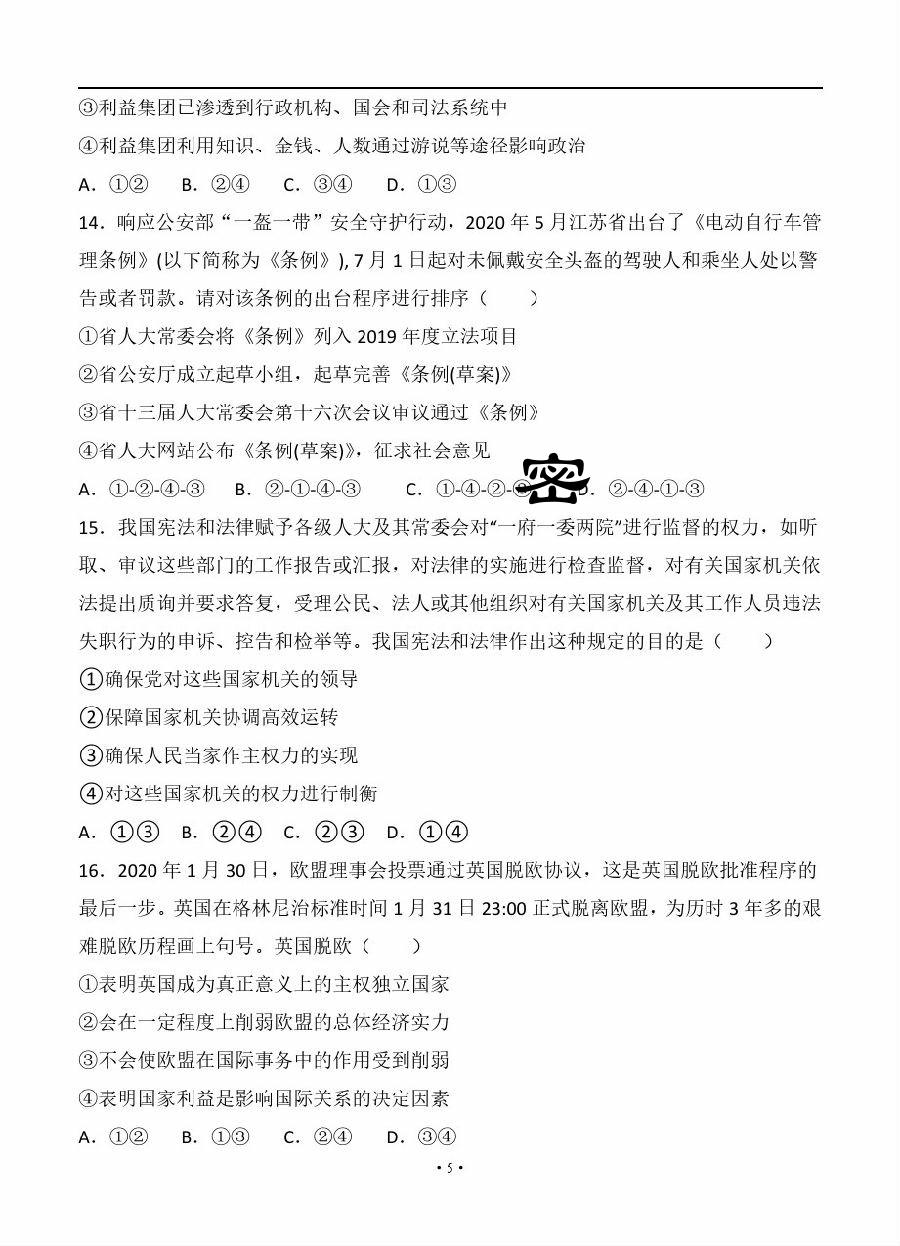 ③利益集团已渗透到行政机构、国会和司法系统中
④利益集团利用知识、金钱、人数通过游说等途径影响政治
A．①② B．②④ C．③④ D．①③
14．响应公安部“一盔一带”安全守护行动，2020 年 5 月江苏省出台了《电动自行车管
理条例》(以下简称为《条例》), 7 月 1 日起对未佩戴安全头盔的驾驶人和乘坐人处以警
告或者罚款。请对该条例的出台程序进行排序（　　）
①省人大常委会将《条例》列入 2019 年度立法项目
②省公安厅成立起草小组，起草完善《条例(草案)》
③省十三届人大常委会第十六次会议审议通过《条例》
④省人大网站公布《条例(草案)》，征求社会意见
A．①-②-④-③ B．②-①-④-③ C．①-④-②-③ D．②-④-①-③
密
15．我国宪法和法律赋予各级人大及其常委会对“一府一委两院”进行监督的权力，如听
取、审议这些部门的工作报告或汇报，对法律的实施进行检查监督，对有关国家机关依
法提出质询并要求答复，受理公民、法人或其他组织对有关国家机关及其工作人员违法
失职行为的申诉、控告和检举等。我国宪法和法律作出这种规定的目的是（　　）
①确保党对这些国家机关的领导
②保障国家机关协调高效运转
③确保人民当家作主权力的实现
④对这些国家机关的权力进行制衡
A．①③ B．②④ C．②③ D．①④
16．2020 年 1 月 30 日，欧盟理事会投票通过英国脱欧协议，这是英国脱欧批准程序的
最后一步。英国在格林尼治标准时间 1 月 31 日 23:00 正式脱离欧盟，为历时 3 年多的艰
难脱欧历程画上句号。英国脱欧（　　）
①表明英国成为真正意义上的主权独立国家
②会在一定程度上削弱欧盟的总体经济实力
③不会使欧盟在国际事务中的作用受到削弱
④表明国家利益是影响国际关系的决定因素
A．①② B．①③ C．②④ D．③④
• 5 •